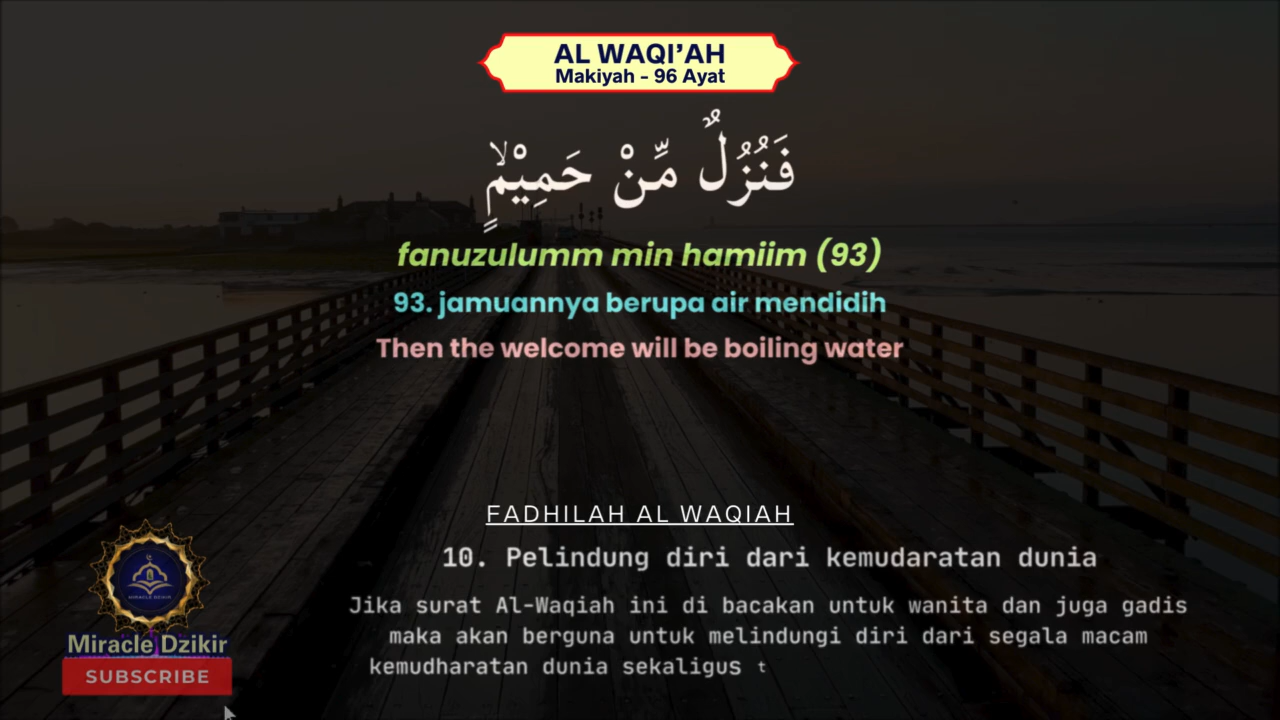 AL WAQI'AH
Makiyah - 96 Ayat
فَنُزُلٌ مِّنْ حَمِيْمٍۙ
fanuzulumm min hamiim (93)
93. jamuannya berupa air mendidih
Then the welcome will be boiling water
FADHILAH AL WAQIAH
10. Pelindung diri dari kemudaratan dunia
Jika surat Al-Waqiah ini di bacakan untuk wanita dan juga gadis
maka akan berguna untuk melindungi diri dari segala macam
kemudharatan dunia sekaligus t
MIRACLE DZIKIR
Miracle Dzikir
SUBSCRIBE